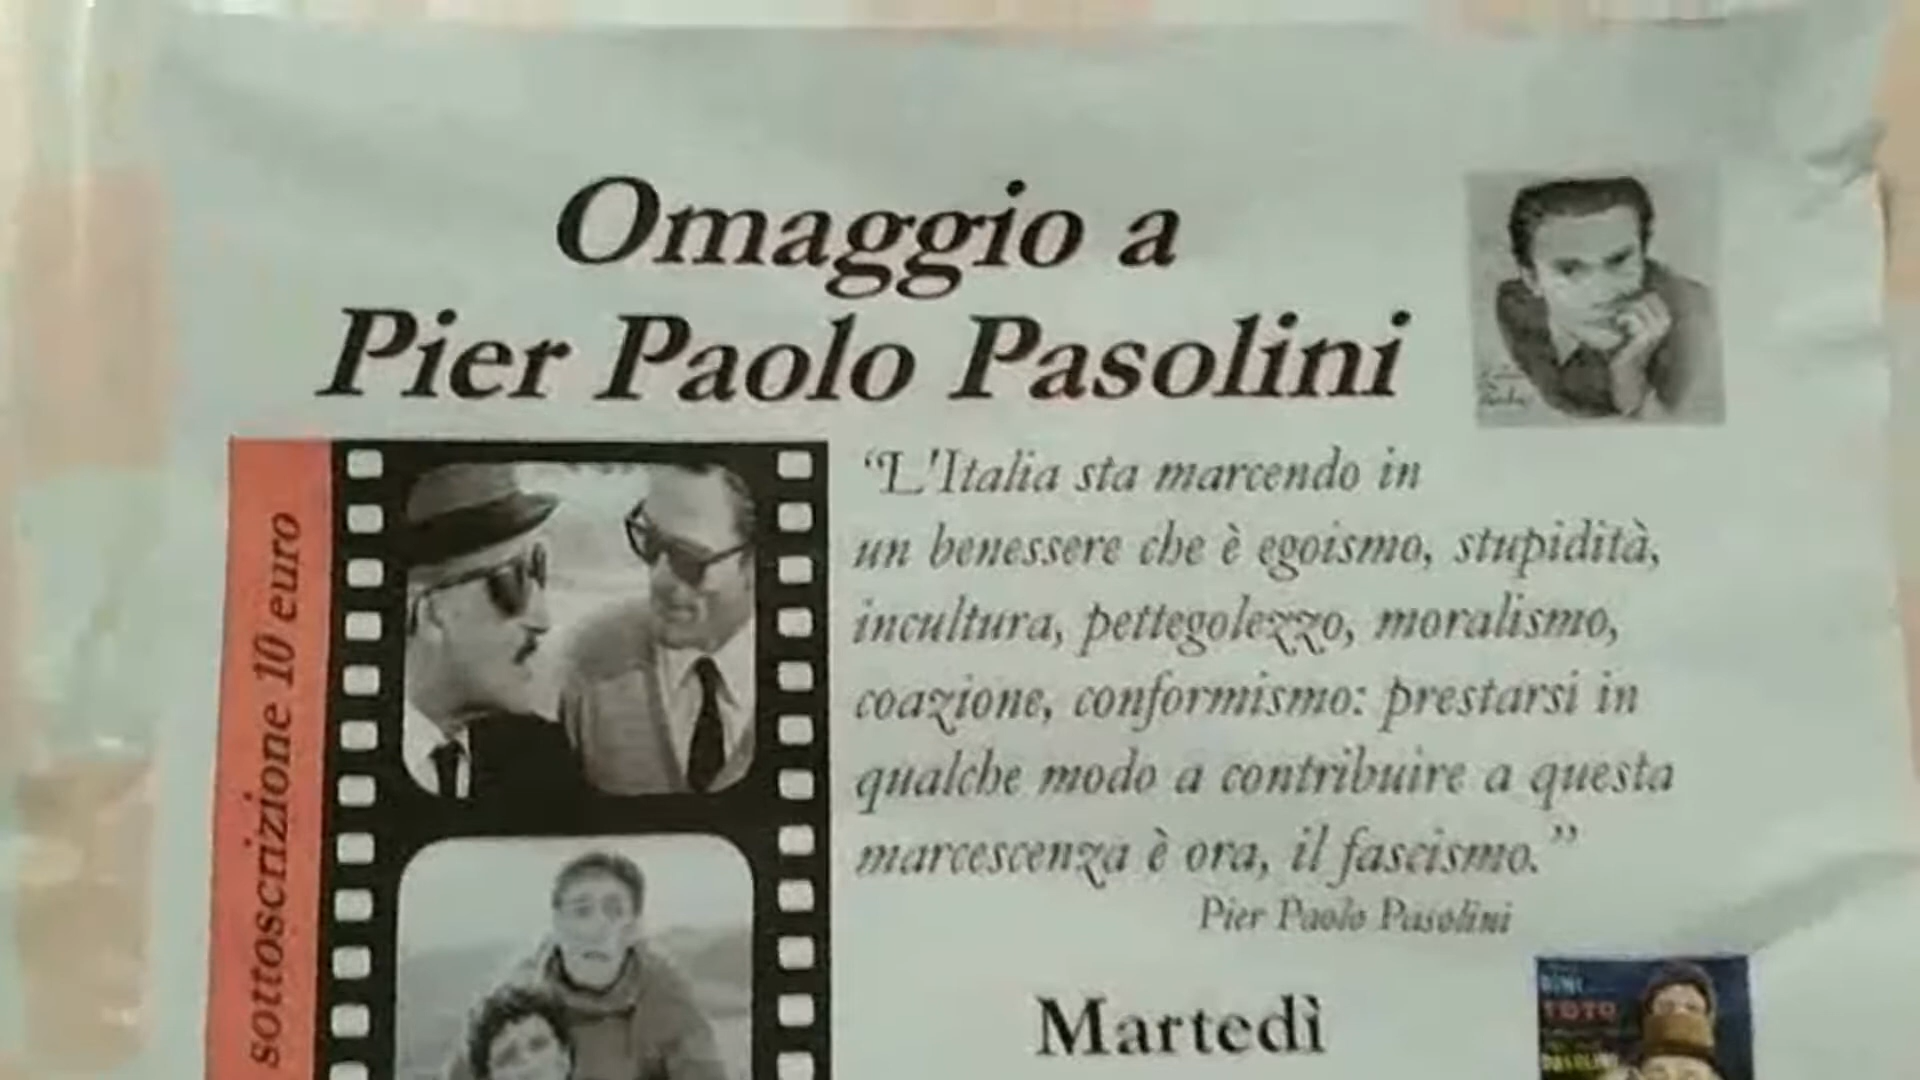 Omaggio a
Pier Paolo Pasolini
sottoscrizione 10 euro
“L'Italia sta marcendo in
un benessere che è egoismo, stupidità,
incultura, pettegolezzo, moralismo,
coazione, conformismo: prestarsi in
qualche modo a contribuire a questa
marcescenza è ora, il fascismo.”
Pier Paolo Pasolini
Martedì
TOTO